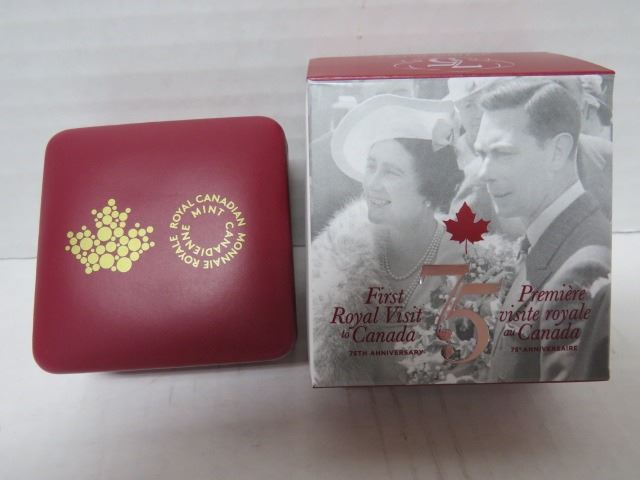 ROYAL CANADIAN MINT
MONNAIE ROYALE CANADIENNE
75
First
Royal Visit
to Canada
75TH ANNIVERSARY
75
Première
visite royale
au Canada
75E ANNIVERSAIRE